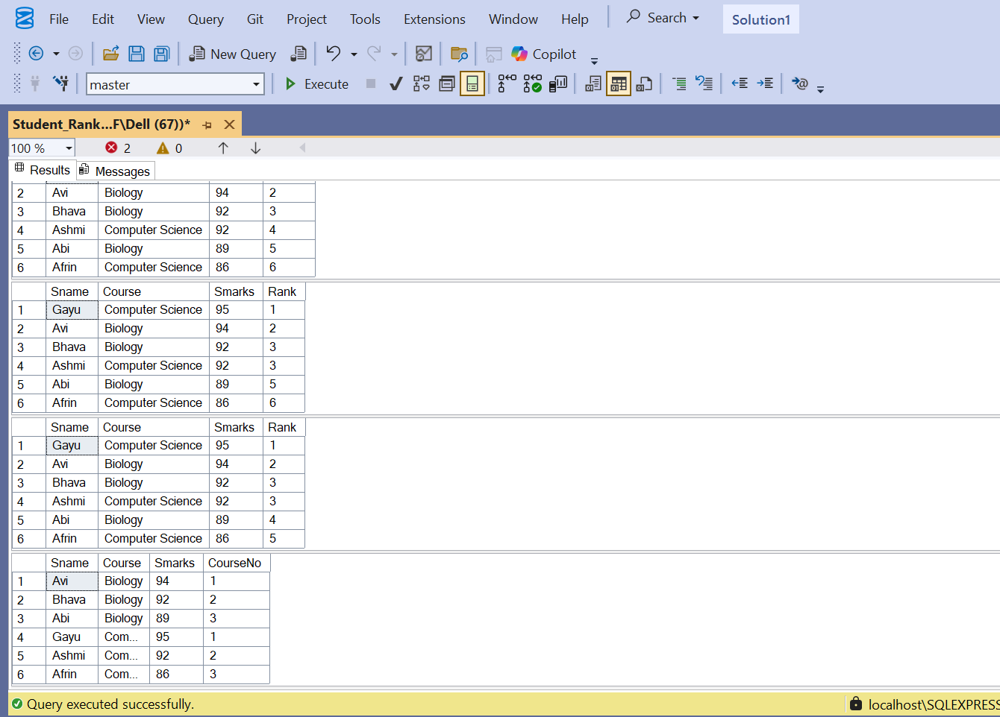 File Edit View Query Git Project Tools Extensions Window Help Search Solution1
New Query Copilot
master Execute
Student_Rank...F\Dell (67))*
100 % 2 0
Results Messages
2 Avi Biology 94 2
3 Bhava Biology 92 3
4 Ashmi Computer Science 92 4
5 Abi Biology 89 5
6 Afrin Computer Science 86 6
Sname Course Smarks Rank
1 Gayu Computer Science 95 1
2 Avi Biology 94 2
3 Bhava Biology 92 3
4 Ashmi Computer Science 92 3
5 Abi Biology 89 5
6 Afrin Computer Science 86 6
Sname Course Smarks Rank
1 Gayu Computer Science 95 1
2 Avi Biology 94 2
3 Bhava Biology 92 3
4 Ashmi Computer Science 92 3
5 Abi Biology 89 4
6 Afrin Computer Science 86 5
Sname Course Smarks CourseNo
1 Avi Biology 94 1
2 Bhava Biology 92 2
3 Abi Biology 89 3
4 Gayu Com... 95 1
5 Ashmi Com... 92 2
6 Afrin Com... 86 3
Query executed successfully. localhost\SQLEXPRESS